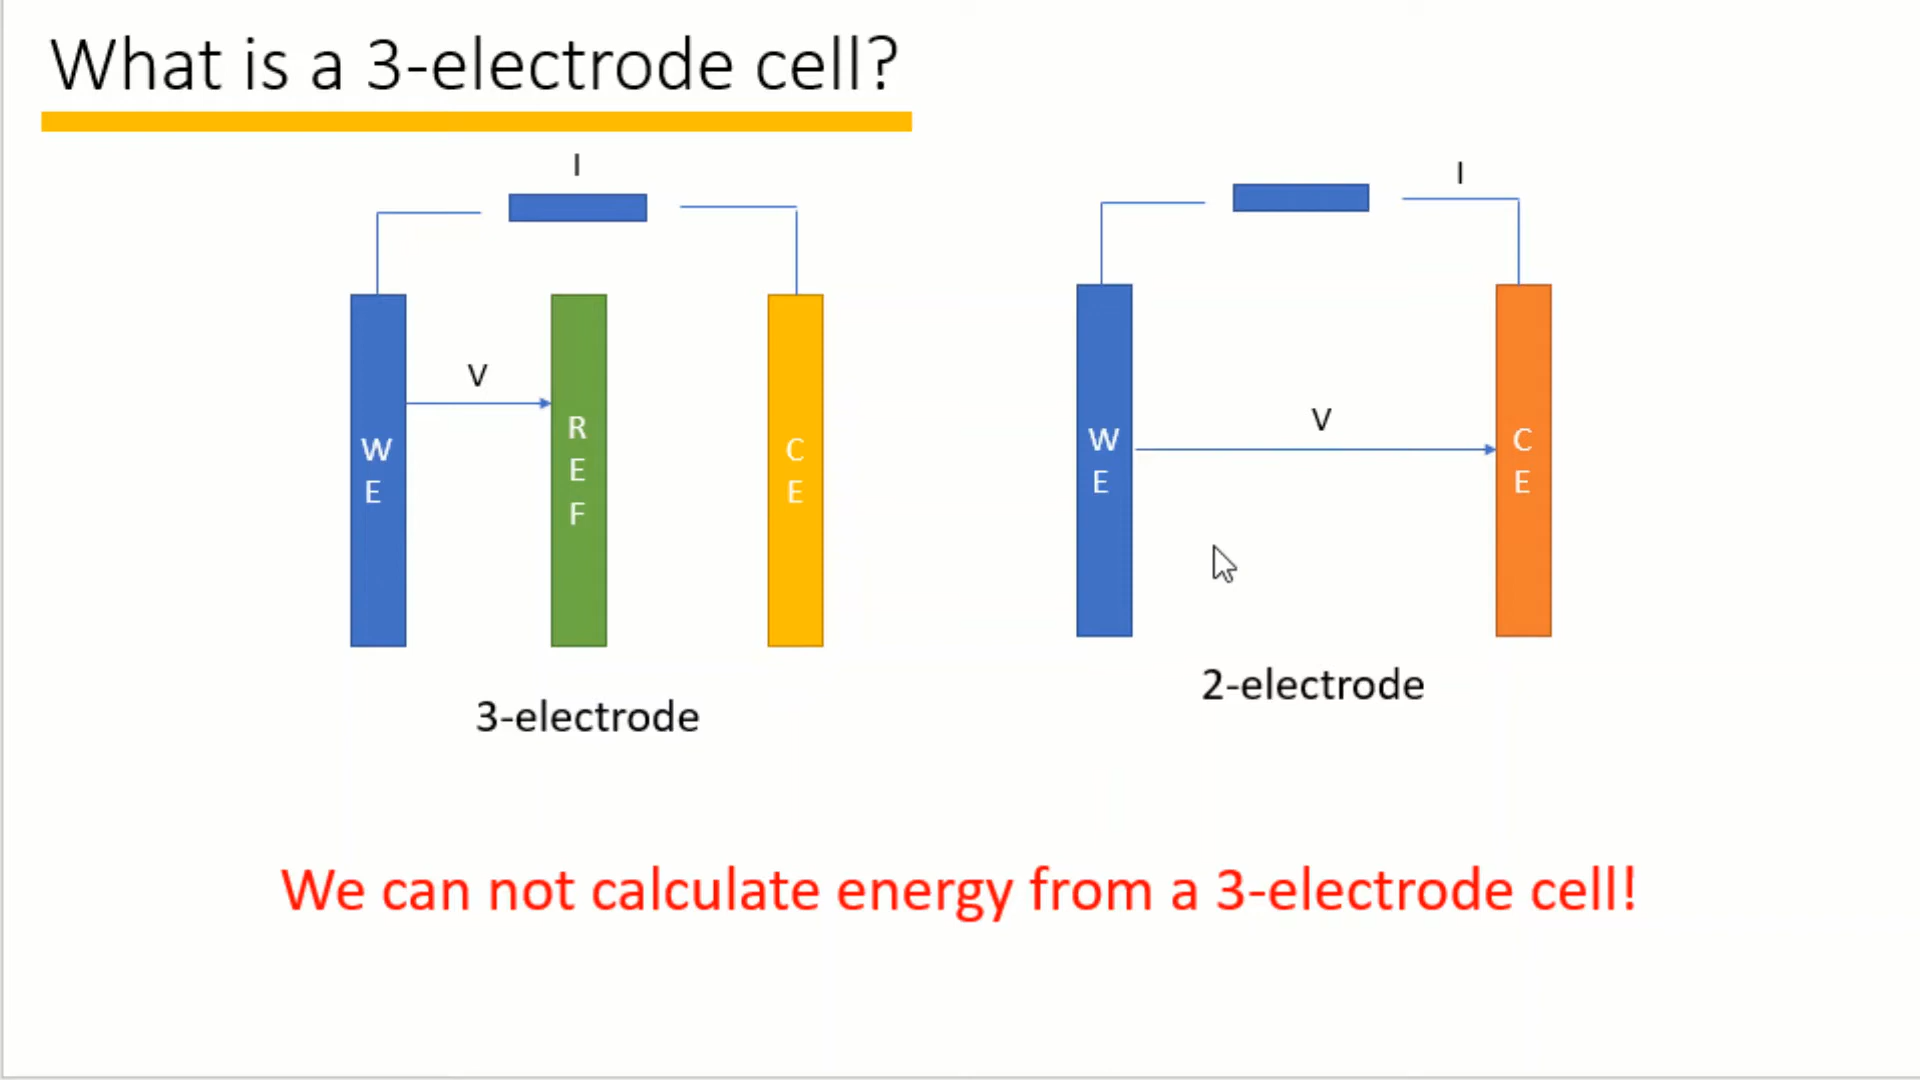 What is a 3-electrode cell?
I
V
W
E
R
E
F
C
E
3-electrode
I
V
W
E
C
E
2-electrode
We can not calculate energy from a 3-electrode cell!